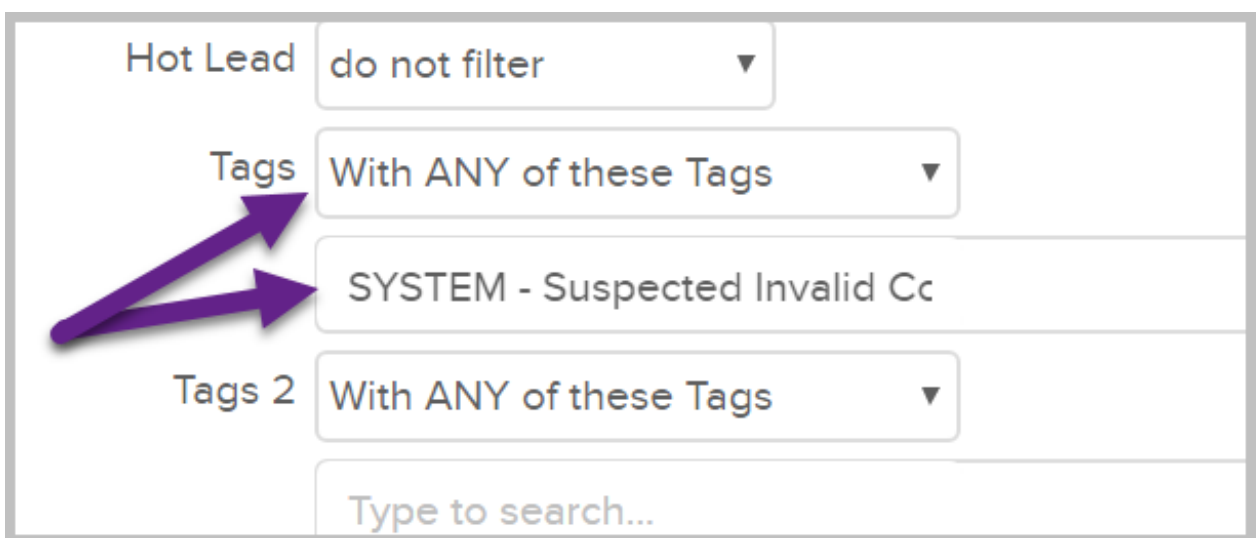 Hot Lead do not filter
Tags With ANY of these Tags
SYSTEM - Suspected Invalid
Tags 2 With ANY of these Tags
Type to search...